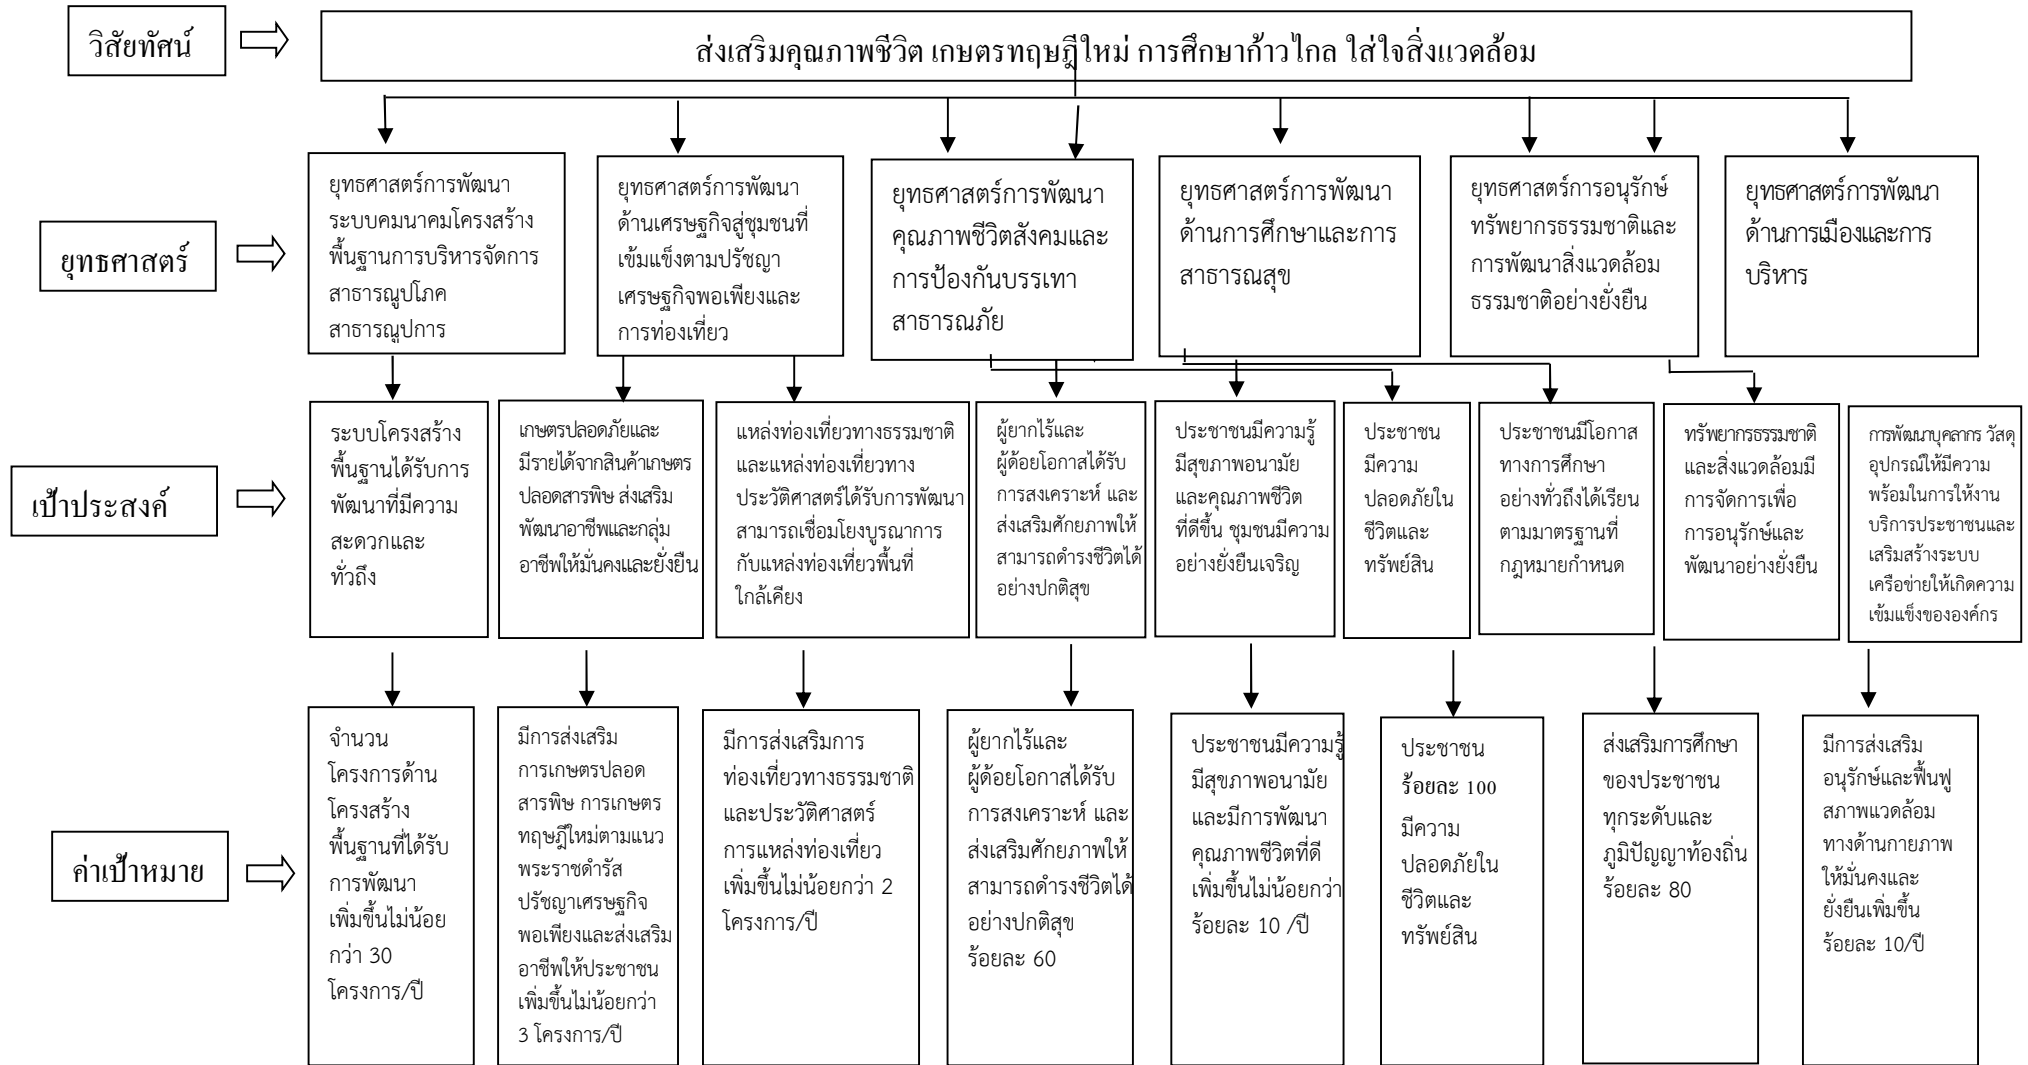 วิสัยทัศน์
ส่งเสริมคุณภาพชีวิต เกษตรทฤษฎีใหม่ การศึกษาก้าวไกล ใส่ใจสิ่งแวดล้อม
ยุทธศาสตร์
ยุทธศาสตร์การพัฒนา
ระบบคมนาคมโครงสร้าง
พื้นฐานการบริหารจัดการ
สาธารณูปโภค
สาธารณูปการ
ยุทธศาสตร์การพัฒนา
ด้านเศรษฐกิจสู่ชุมชนที่
เข้มแข็งตามปรัชญา
เศรษฐกิจพอเพียงและ
การท่องเที่ยว
ยุทธศาสตร์การพัฒนา
คุณภาพชีวิตสังคมและ
การป้องกันบรรเทา
สาธารณภัย
ยุทธศาสตร์การพัฒนา
ด้านการศึกษาและการ
สาธารณสุข
ยุทธศาสตร์การอนุรักษ์
ทรัพยากรธรรมชาติและ
การพัฒนาสิ่งแวดล้อม
ธรรมชาติอย่างยั่งยืน
ยุทธศาสตร์การพัฒนา
ด้านการเมืองและการ
บริหาร
เป้าประสงค์
ระบบโครงสร้าง
พื้นฐานได้รับการ
พัฒนาที่มีความ
สะดวกและ
ทั่วถึง
เกษตรปลอดภัยและ
มีรายได้จากสินค้าเกษตร
ปลอดสารพิษ ส่งเสริม
พัฒนาอาชีพและกลุ่ม
อาชีพให้มั่นคงและยั่งยืน
แหล่งท่องเที่ยวทางธรรมชาติ
และแหล่งท่องเที่ยวทาง
ประวัติศาสตร์ได้รับการพัฒนา
สามารถเชื่อมโยงบูรณาการ
กับแหล่งท่องเที่ยวพื้นที่
ใกล้เคียง
ผู้ยากไร้และ
ผู้ด้อยโอกาสได้รับ
การสงเคราะห์ และ
ส่งเสริมศักยภาพให้
สามารถดำรงชีวิตได้
อย่างปกติสุข
ประชาชนมีความรู้
มีสุขภาพอนามัย
และคุณภาพชีวิต
ที่ดีขึ้น ชุมชนมีความ
อย่างยั่งยืนเจริญ
ประชาชน
มีความ
ปลอดภัยใน
ชีวิตและ
ทรัพย์สิน
ประชาชนมีโอกาส
ทางการศึกษา
อย่างทั่วถึงได้เรียน
ตามมาตรฐานที่
กฎหมายกำหนด
ทรัพยากรธรรมชาติ
และสิ่งแวดล้อมมี
การจัดการเพื่อ
การอนุรักษ์และ
พัฒนาอย่างยั่งยืน
การพัฒนาบุคลากร วัสดุ
อุปกรณ์ให้มีความ
พร้อมในการให้งาน
บริการประชาชนและ
เสริมสร้างระบบ
เครือข่ายให้เกิดความ
เข้มแข็งขององค์กร
ค่าเป้าหมาย
จำนวน
โครงการด้าน
โครงสร้าง
พื้นฐานที่ได้รับ
การพัฒนา
เพิ่มขึ้นไม่น้อย
กว่า 30
โครงการ/ปี
มีการส่งเสริม
การเกษตรปลอด
สารพิษ การเกษตร
ทฤษฎีใหม่ตามแนว
พระราชดำรัส
ปรัชญาเศรษฐกิจ
พอเพียงและส่งเสริม
อาชีพให้ประชาชน
เพิ่มขึ้นไม่น้อยกว่า
3 โครงการ/ปี
มีการส่งเสริมการ
ท่องเที่ยวทางธรรมชาติ
และประวัติศาสตร์
การแหล่งท่องเที่ยว
เพิ่มขึ้นไม่น้อยกว่า 2
โครงการ/ปี
ผู้ยากไร้และ
ผู้ด้อยโอกาสได้รับ
การสงเคราะห์ และ
ส่งเสริมศักยภาพให้
สามารถดำรงชีวิตได้
อย่างปกติสุข
ร้อยละ 60
ประชาชนมีความรู้
มีสุขภาพอนามัย
และมีการพัฒนา
คุณภาพชีวิตที่ดี
เพิ่มขึ้นไม่น้อยกว่า
ร้อยละ 10 /ปี
ประชาชน
ร้อยละ 100
มีความ
ปลอดภัยใน
ชีวิตและ
ทรัพย์สิน
ส่งเสริมการศึกษา
ของประชาชน
ทุกระดับและ
ภูมิปัญญาท้องถิ่น
ร้อยละ 80
มีการส่งเสริม
อนุรักษ์และฟื้นฟู
สภาพแวดล้อม
ทางด้านกายภาพ
ให้มั่นคงและ
ยั่งยืนเพิ่มขึ้น
ร้อยละ 10/ปี